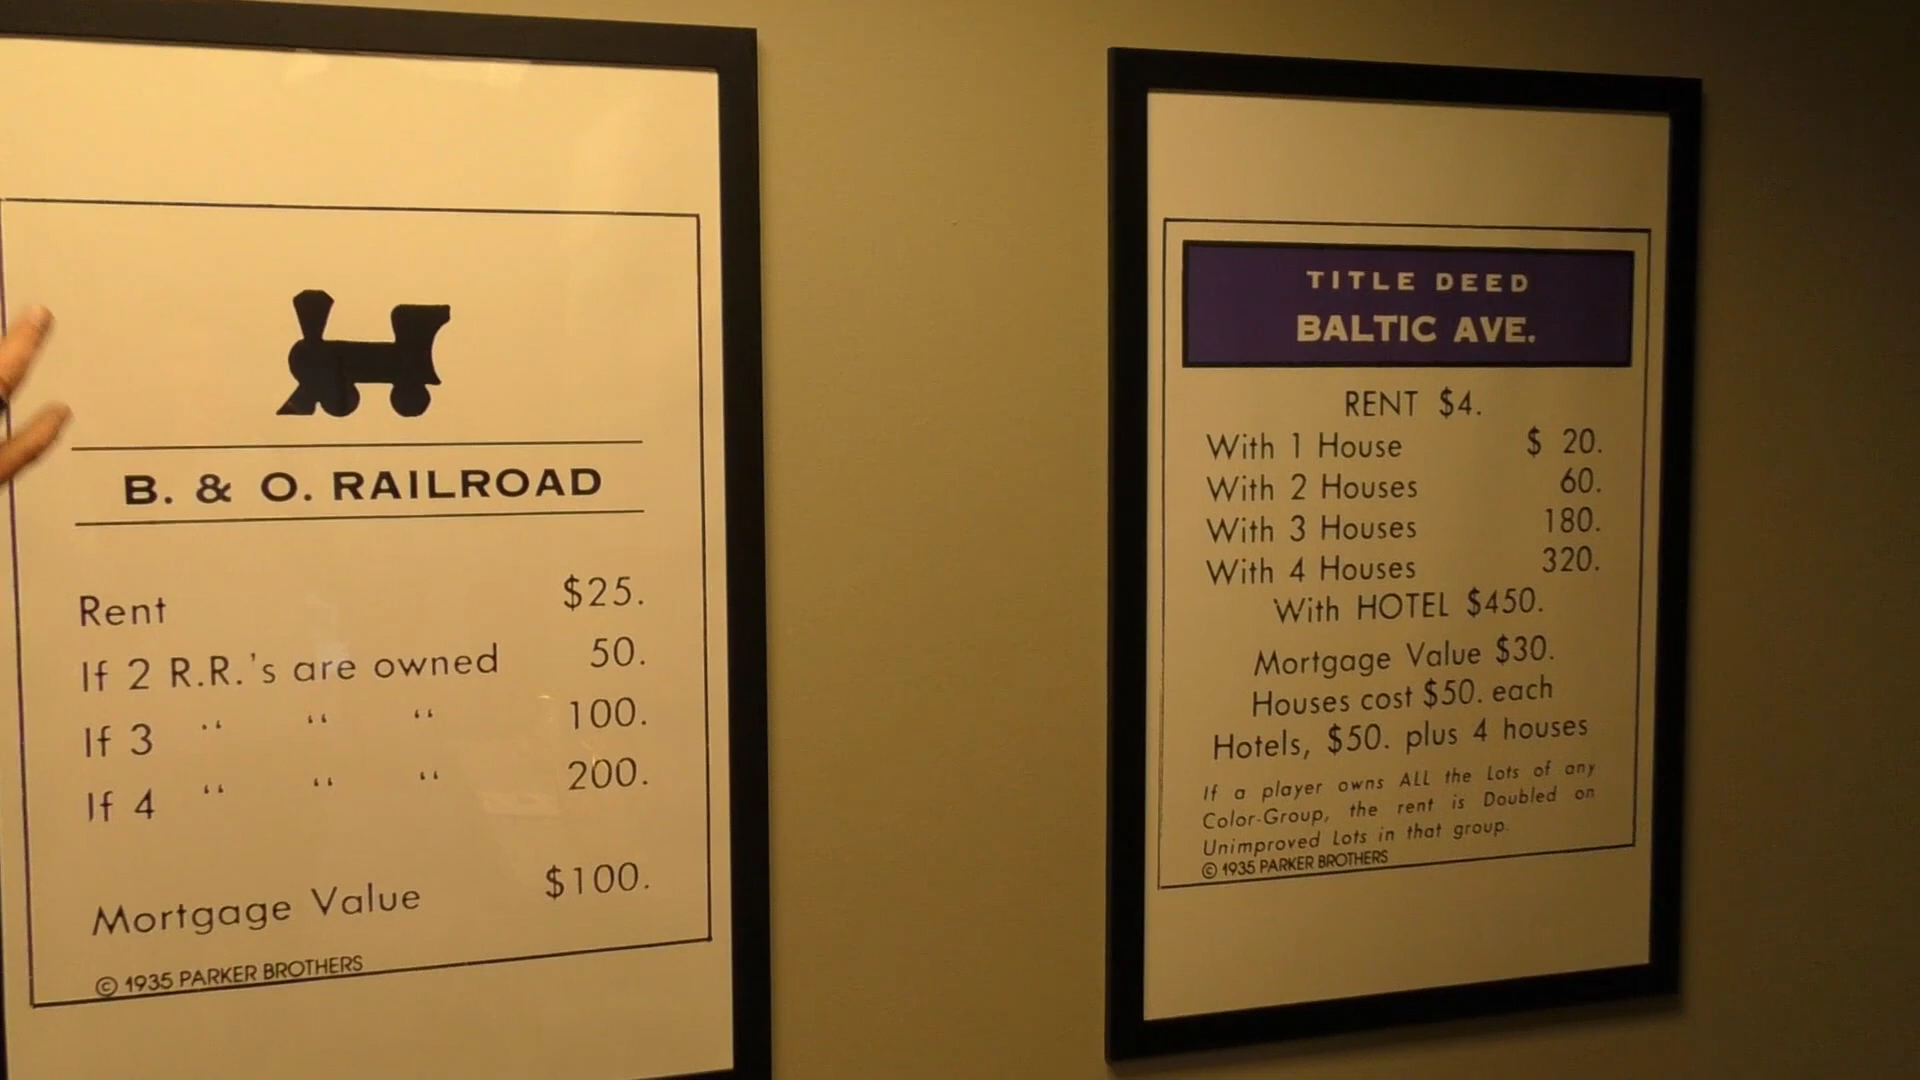 B. & O. RAILROAD
Rent $25.
If 2 R.R.'s are owned 50.
If 3 “ “ “ 100.
If 4 “ “ “ 200.
Mortgage Value $100.
© 1935 PARKER BROTHERS
TITLE DEED
BALTIC AVE.
RENT $4.
With 1 House $ 20.
With 2 Houses 60.
With 3 Houses 180.
With 4 Houses 320.
With HOTEL $450.
Mortgage Value $30.
Houses cost $50. each
Hotels, $50. plus 4 houses
If a player owns ALL the Lots of any
Color-Group, the rent is Doubled on
Unimproved Lots in that group.
© 1935 PARKER BROTHERS